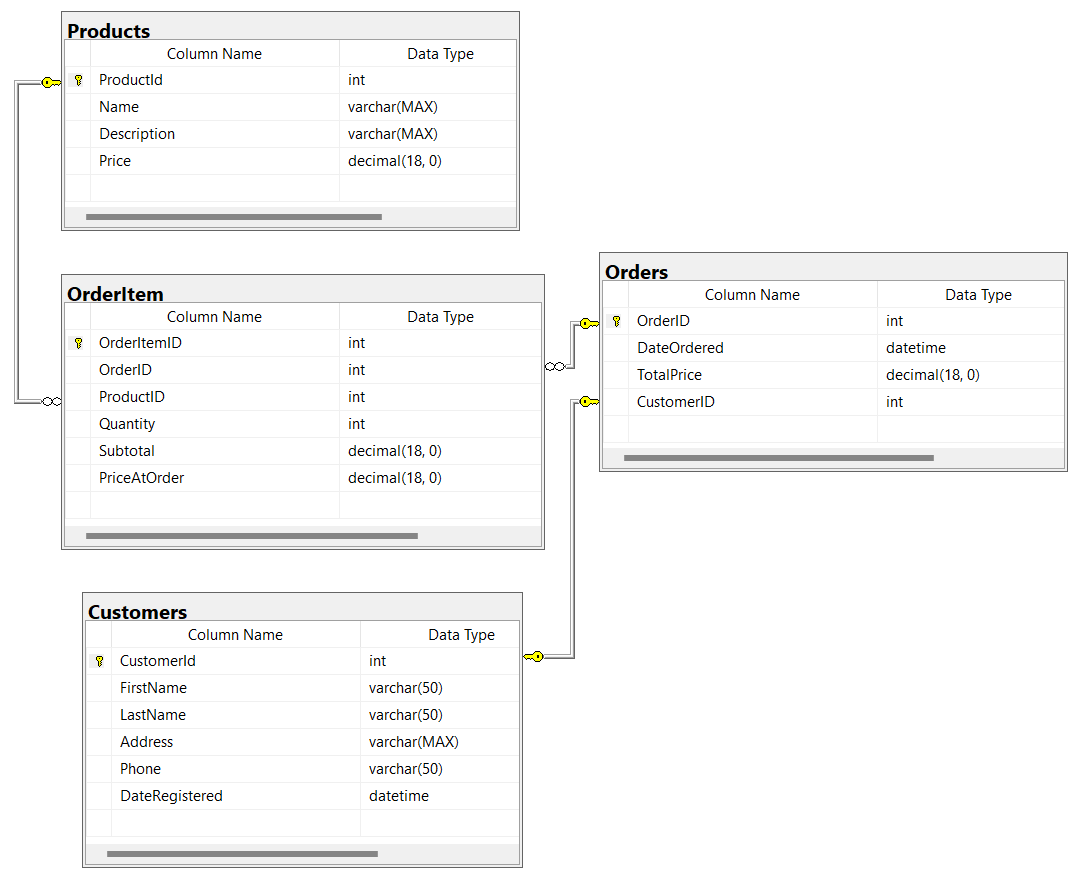 Products
Column Name Data Type
ProductId int
Name varchar(MAX)
Description varchar(MAX)
Price decimal(18, 0)
OrderItem
Column Name Data Type
OrderItemID int
OrderID int
ProductID int
Quantity int
Subtotal decimal(18, 0)
PriceAtOrder decimal(18, 0)
Orders
Column Name Data Type
OrderID int
DateOrdered datetime
TotalPrice decimal(18, 0)
CustomerID int
Customers
Column Name Data Type
CustomerId int
FirstName varchar(50)
LastName varchar(50)
Address varchar(MAX)
Phone varchar(50)
DateRegistered datetime